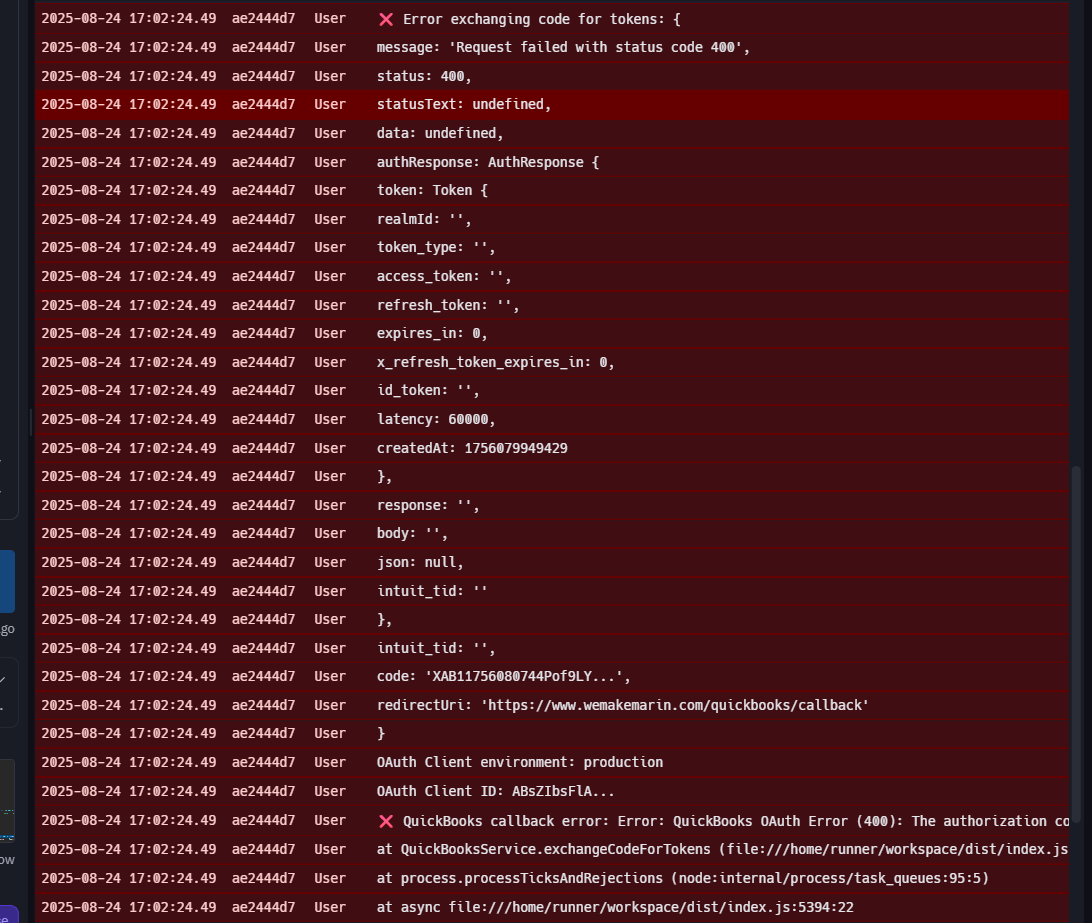 2025-08-24 17:02:24.49 ae2444d7 User ❌ Error exchanging code for tokens: {
2025-08-24 17:02:24.49 ae2444d7 User message: 'Request failed with status code 400',
2025-08-24 17:02:24.49 ae2444d7 User status: 400,
2025-08-24 17:02:24.49 ae2444d7 User statusText: undefined,
2025-08-24 17:02:24.49 ae2444d7 User data: undefined,
2025-08-24 17:02:24.49 ae2444d7 User authResponse: AuthResponse {
2025-08-24 17:02:24.49 ae2444d7 User token: Token {
2025-08-24 17:02:24.49 ae2444d7 User realmId: '',
2025-08-24 17:02:24.49 ae2444d7 User token_type: '',
2025-08-24 17:02:24.49 ae2444d7 User access_token: '',
2025-08-24 17:02:24.49 ae2444d7 User refresh_token: '',
2025-08-24 17:02:24.49 ae2444d7 User expires_in: 0,
2025-08-24 17:02:24.49 ae2444d7 User x_refresh_token_expires_in: 0,
2025-08-24 17:02:24.49 ae2444d7 User id_token: '',
2025-08-24 17:02:24.49 ae2444d7 User latency: 60000,
2025-08-24 17:02:24.49 ae2444d7 User createdAt: 1756079949429
2025-08-24 17:02:24.49 ae2444d7 User },
2025-08-24 17:02:24.49 ae2444d7 User response: '',
2025-08-24 17:02:24.49 ae2444d7 User body: '',
2025-08-24 17:02:24.49 ae2444d7 User json: null,
2025-08-24 17:02:24.49 ae2444d7 User intuit_tid: ''
2025-08-24 17:02:24.49 ae2444d7 User },
2025-08-24 17:02:24.49 ae2444d7 User intuit_tid: '',
2025-08-24 17:02:24.49 ae2444d7 User code: 'XAB11756080744Pof9LY...',
2025-08-24 17:02:24.49 ae2444d7 User redirectUri: 'https://www.wemakemarin.com/quickbooks/callback'
2025-08-24 17:02:24.49 ae2444d7 User }
2025-08-24 17:02:24.49 ae2444d7 User OAuth Client environment: production
2025-08-24 17:02:24.49 ae2444d7 User OAuth Client ID: ABsZIbsFlA...
2025-08-24 17:02:24.49 ae2444d7 User ❌ QuickBooks callback error: Error: QuickBooks OAuth Error (400): The authorization co
2025-08-24 17:02:24.49 ae2444d7 User at QuickBooksService.exchangeCodeForTokens (file:///home/runner/workspace/dist/index.js
2025-08-24 17:02:24.49 ae2444d7 User at process.processTicksAndRejections (node:internal/process/task_queues:95:5)
2025-08-24 17:02:24.49 ae2444d7 User at async file:///home/runner/workspace/dist/index.js:5394:22